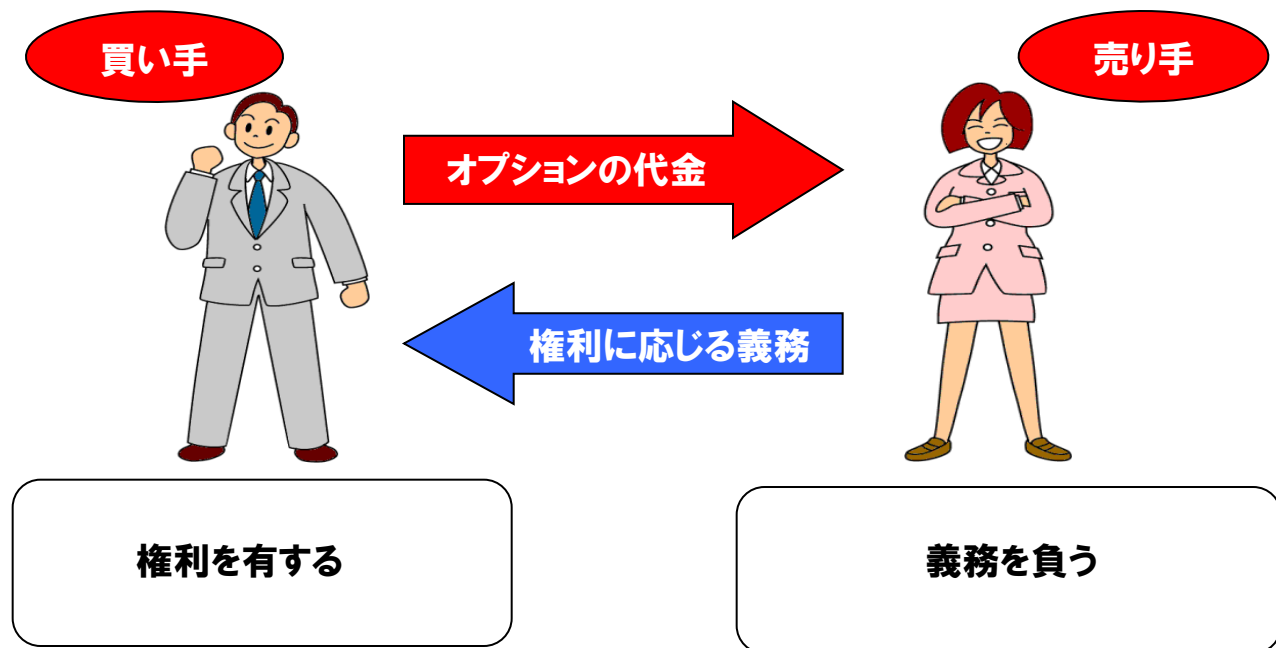 買い手
売り手
オプションの代金
権利に応じる義務
権利を有する
義務を負う